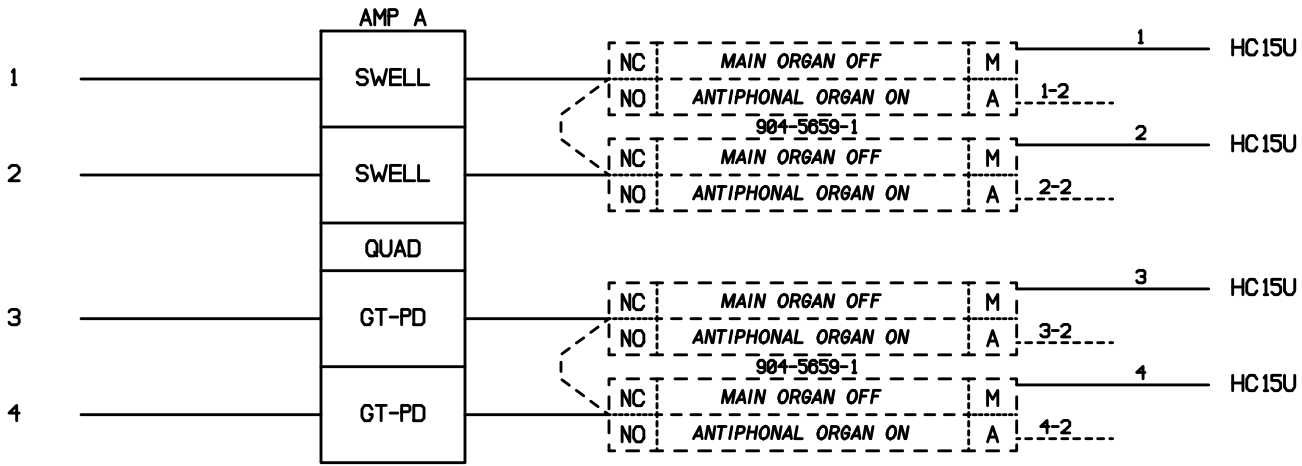 AMP A
1 SWELL NC MAIN ORGAN OFF M 1 HC15U
NO ANTIPHONAL ORGAN ON A 1-2
904-5659-1
2 SWELL NC MAIN ORGAN OFF M 2 HC15U
NO ANTIPHONAL ORGAN ON A 2-2
QUAD
3 GT-PD NC MAIN ORGAN OFF M 3 HC15U
NO ANTIPHONAL ORGAN ON A 3-2
904-5659-1
4 GT-PD NC MAIN ORGAN OFF M 4 HC15U
NO ANTIPHONAL ORGAN ON A 4-2